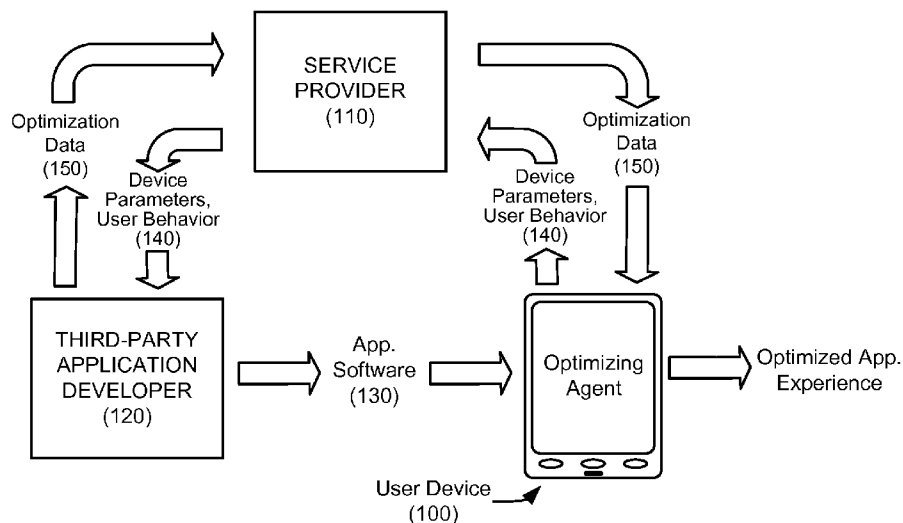 SERVICE
PROVIDER
(110)
Optimization
Data
(150)
Device
Parameters,
User Behavior
(140)
Device
Parameters,
User Behavior
(140)
Optimization
Data
(150)
THIRD-PARTY
APPLICATION
DEVELOPER
(120)
App.
Software
(130)
Optimizing
Agent
Optimized App.
Experience
User Device
(100)